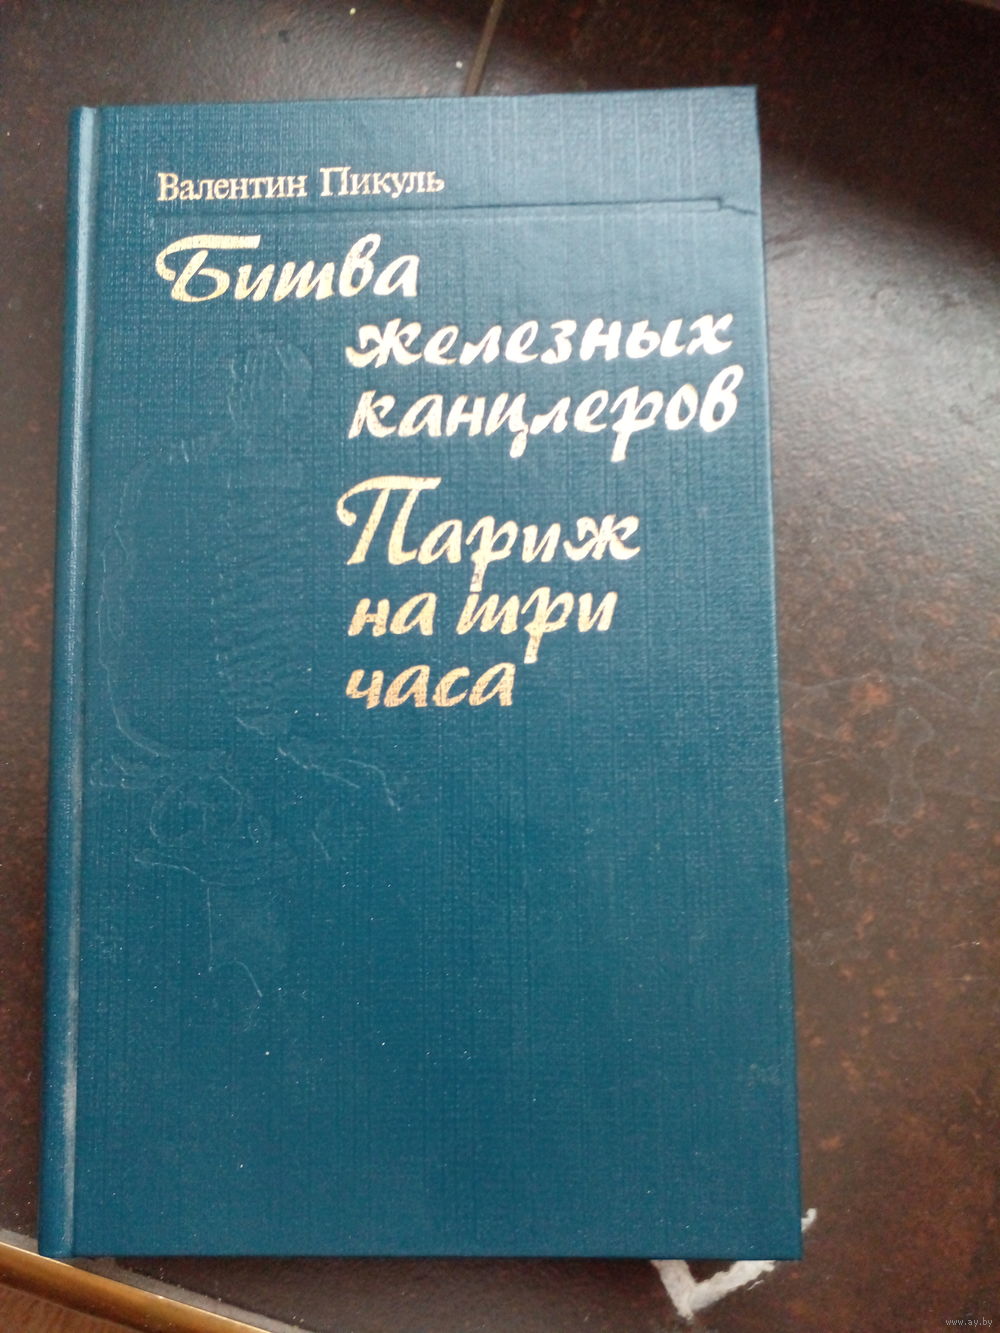 Валентин Пикуль
Битва
железных
канцлеров
Париж
на три
часа
www.ay.by